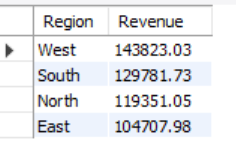 Region Revenue
West 143823.03
South 129781.73
North 119351.05
East 104707.98